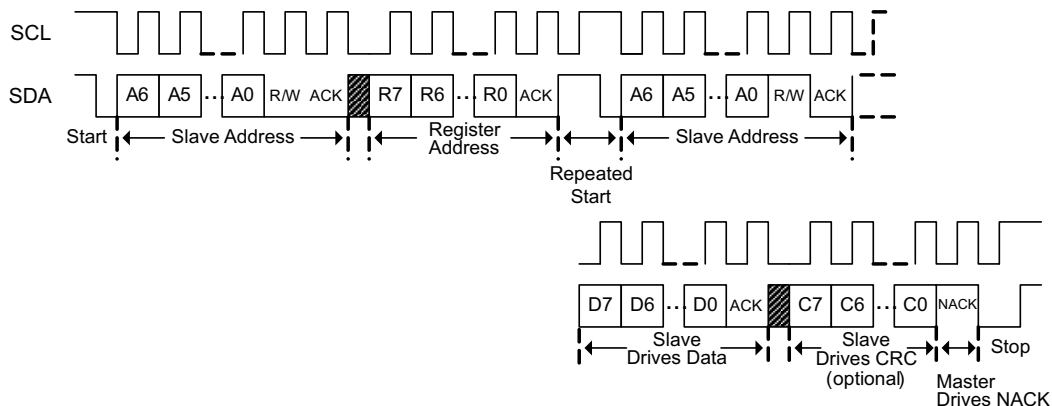 SCL
SDA
A6 A5 ... A0 R/W ACK R7 R6 ... R0 ACK A6 A5 ... A0 R/W ACK
Start Slave Address Register Address Repeated Start Slave Address
D7 D6 ... D0 ACK C7 C6 ... C0 NACK
Slave Drives Data
Slave Drives CRC (optional)
Master Drives NACK
Stop